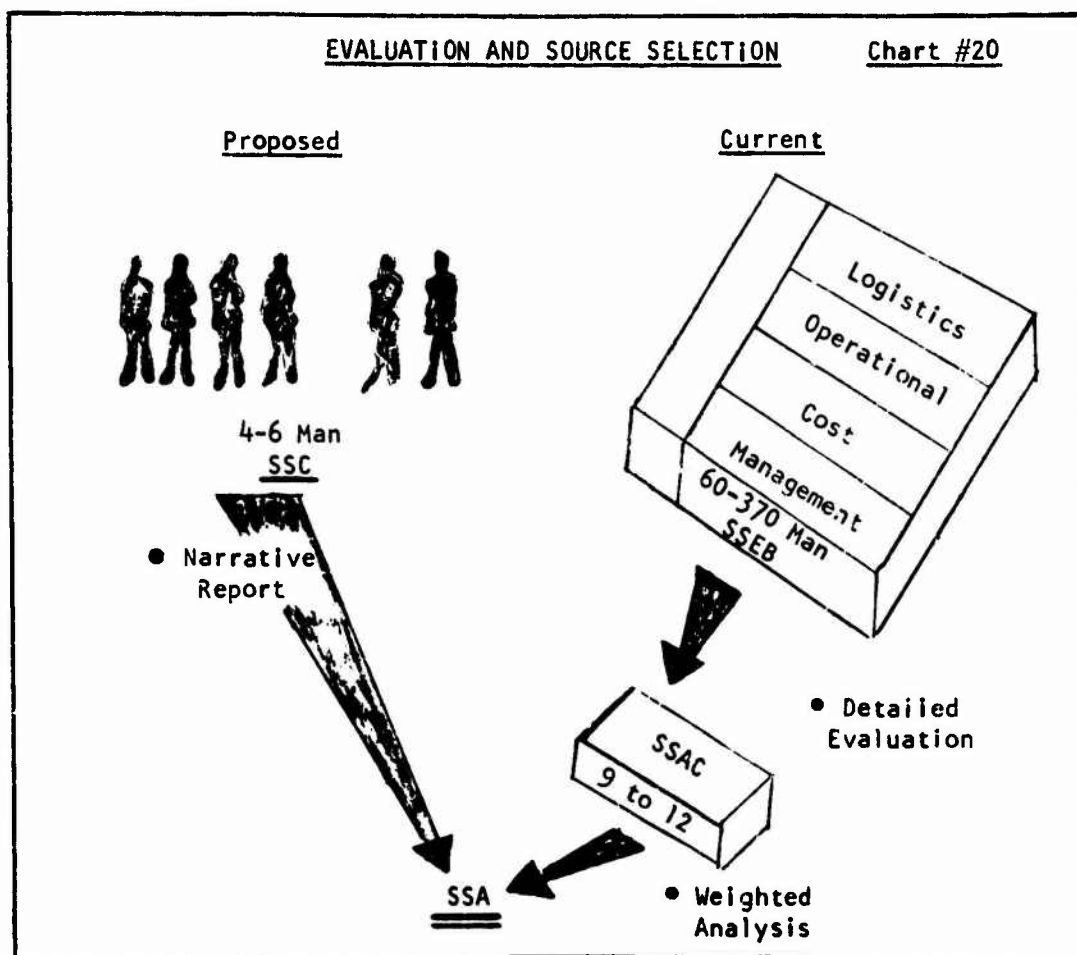 EVALUATION AND SOURCE SELECTION Chart #20
Proposed
4-6 Man
SSC
● Narrative
Report
Current
Logistics
Operational
Cost
Management
60-370 Man
SSEB
● Detailed
Evaluation
SSAC
9 to 12
● Weighted
Analysis
SSA